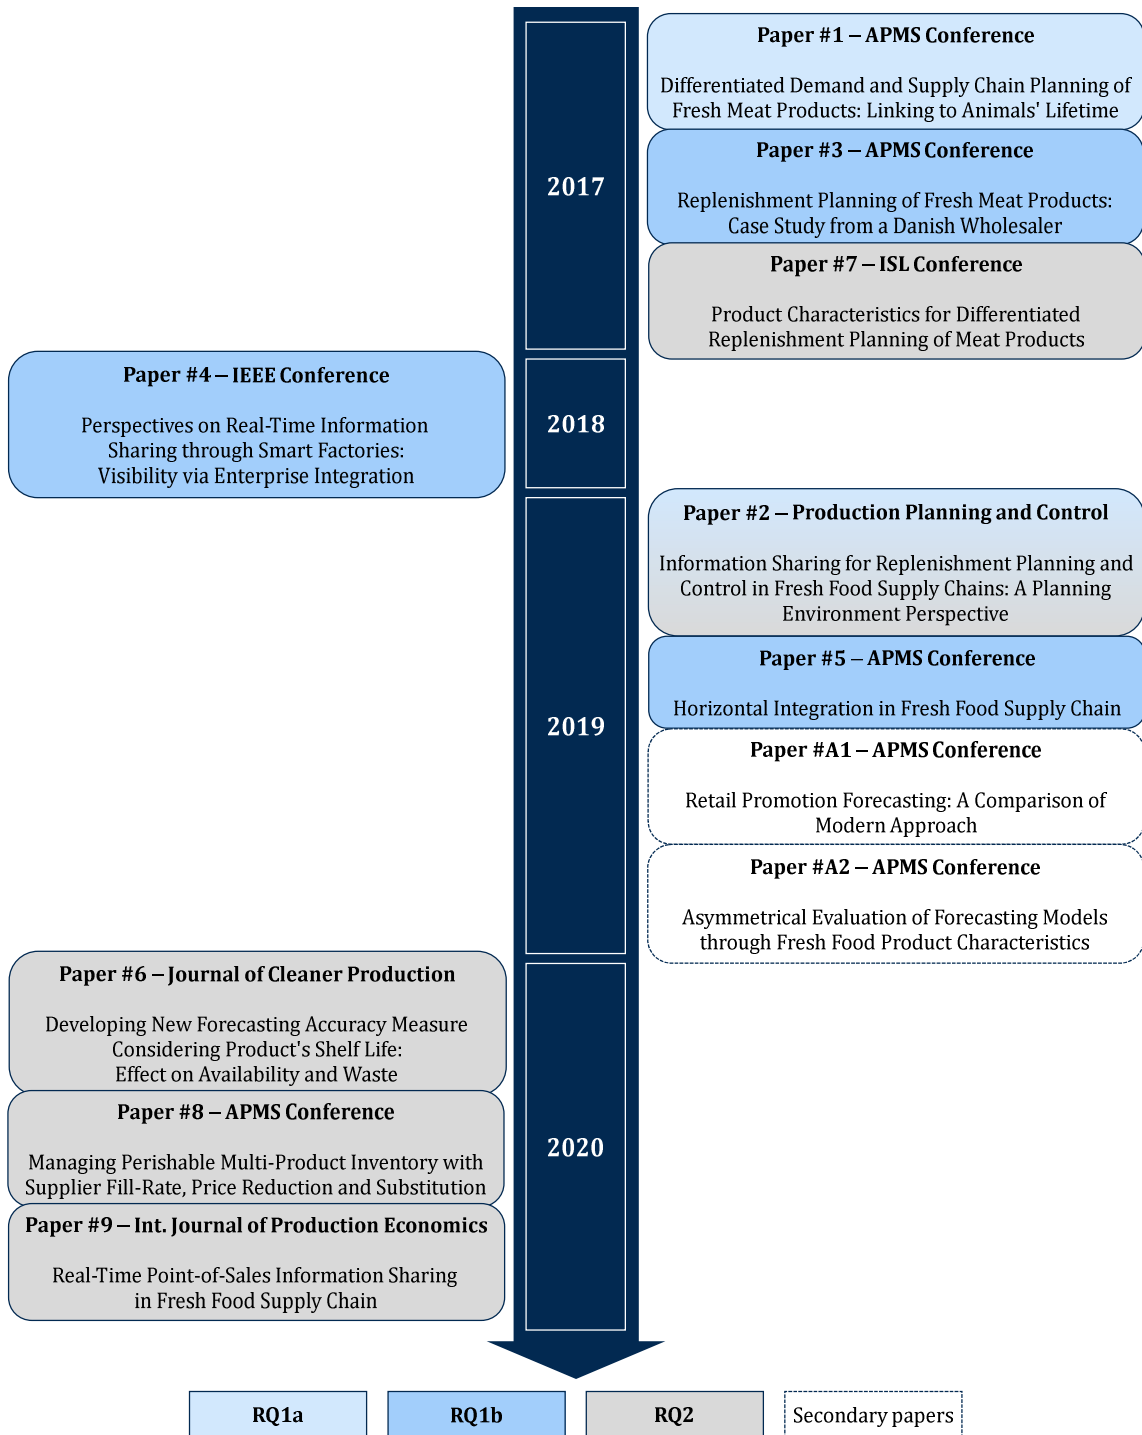 Paper #1 – APMS Conference
Differentiated Demand and Supply Chain Planning of
Fresh Meat Products: Linking to Animals' Lifetime
2017
Paper #3 – APMS Conference
Replenishment Planning of Fresh Meat Products:
Case Study from a Danish Wholesaler
Paper #7 – ISL Conference
Product Characteristics for Differentiated
Replenishment Planning of Meat Products
Paper #4 – IEEE Conference
Perspectives on Real-Time Information
Sharing through Smart Factories:
Visibility via Enterprise Integration
2018
Paper #2 – Production Planning and Control
Information Sharing for Replenishment Planning and
Control in Fresh Food Supply Chains: A Planning
Environment Perspective
Paper #5 – APMS Conference
Horizontal Integration in Fresh Food Supply Chain
2019
Paper #A1 – APMS Conference
Retail Promotion Forecasting: A Comparison of
Modern Approach
Paper #A2 – APMS Conference
Asymmetrical Evaluation of Forecasting Models
through Fresh Food Product Characteristics
Paper #6 – Journal of Cleaner Production
Developing New Forecasting Accuracy Measure
Considering Product's Shelf Life:
Effect on Availability and Waste
Paper #8 – APMS Conference
Managing Perishable Multi-Product Inventory with
Supplier Fill-Rate, Price Reduction and Substitution
2020
Paper #9 – Int. Journal of Production Economics
Real-Time Point-of-Sales Information Sharing
in Fresh Food Supply Chain
RQ1a
RQ1b
RQ2
Secondary papers